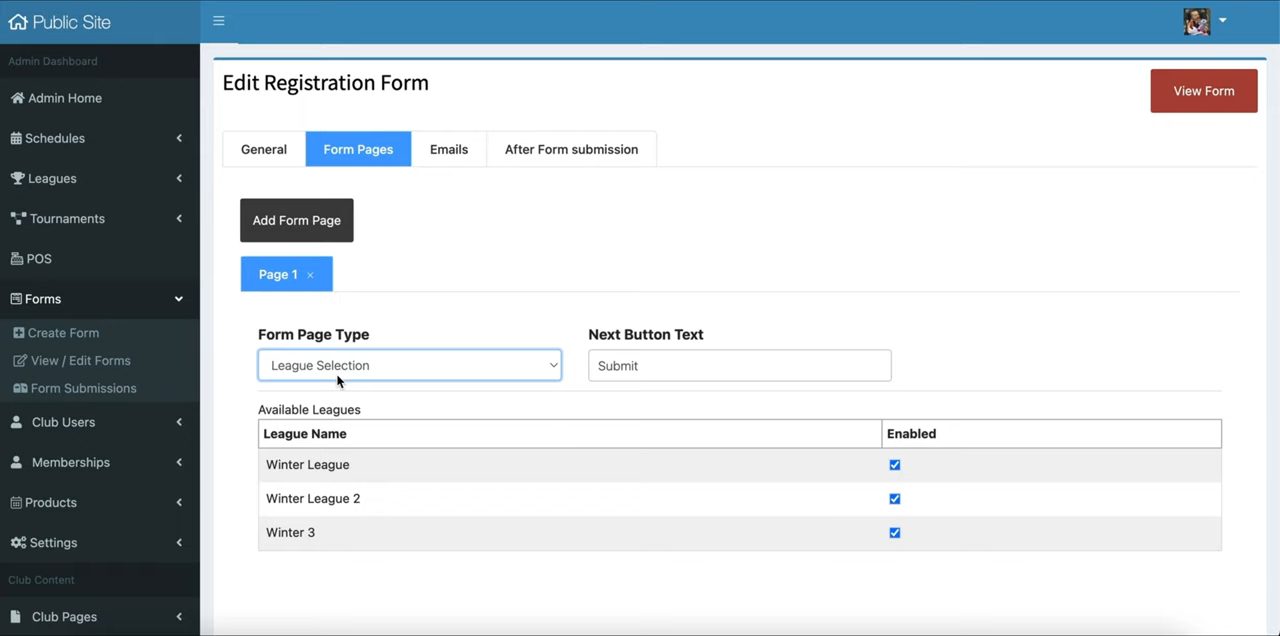 Public Site
Admin Dashboard
Admin Home
Schedules
Leagues
Tournaments
POS
Forms
Create Form
View / Edit Forms
Form Submissions
Club Users
Memberships
Products
Settings
Club Content
Club Pages
Edit Registration Form
View Form
General
Form Pages
Emails
After Form submission
Add Form Page
Page 1 ×
Form Page Type
League Selection
Next Button Text
Submit
Available Leagues
League Name Enabled
Winter League
Winter League 2
Winter 3